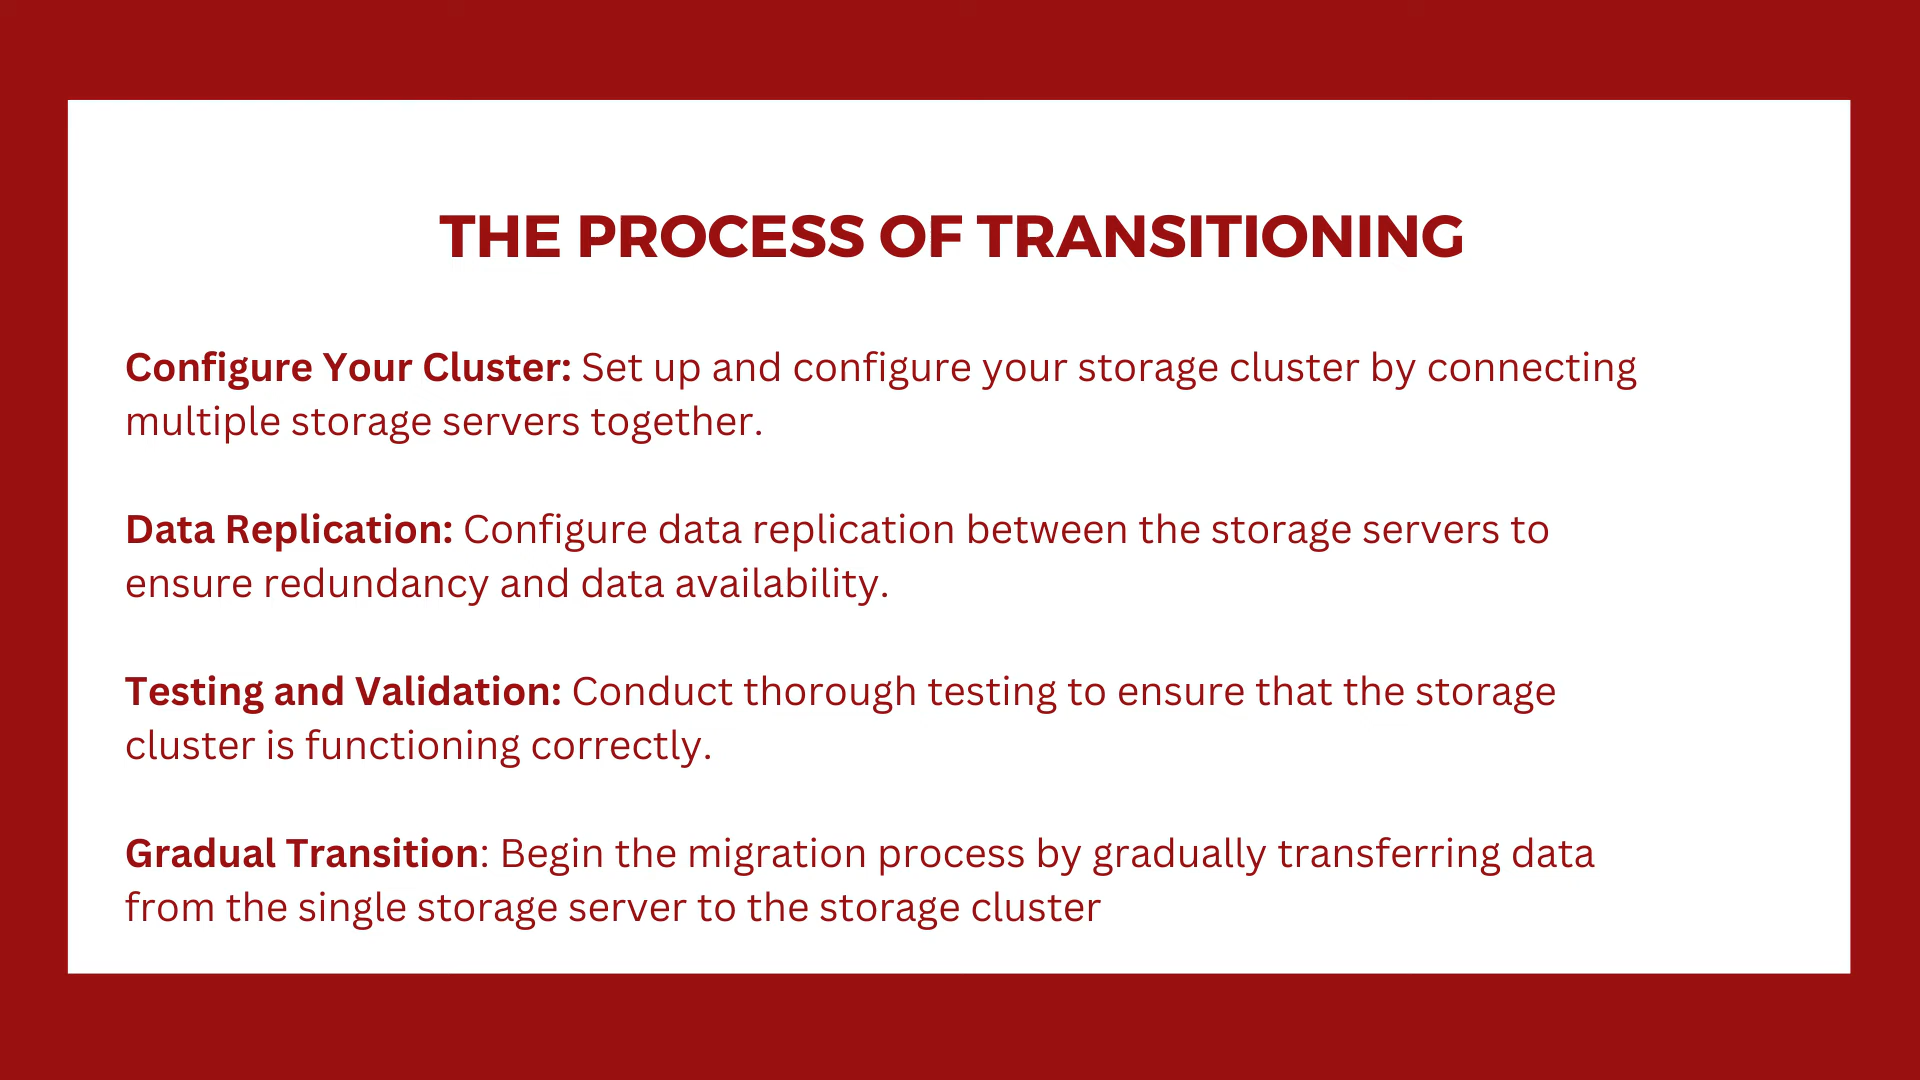 THE PROCESS OF TRANSITIONING
Configure Your Cluster: Set up and configure your storage cluster by connecting
multiple storage servers together.
Data Replication: Configure data replication between the storage servers to
ensure redundancy and data availability.
Testing and Validation: Conduct thorough testing to ensure that the storage
cluster is functioning correctly.
Gradual Transition: Begin the migration process by gradually transferring data
from the single storage server to the storage cluster